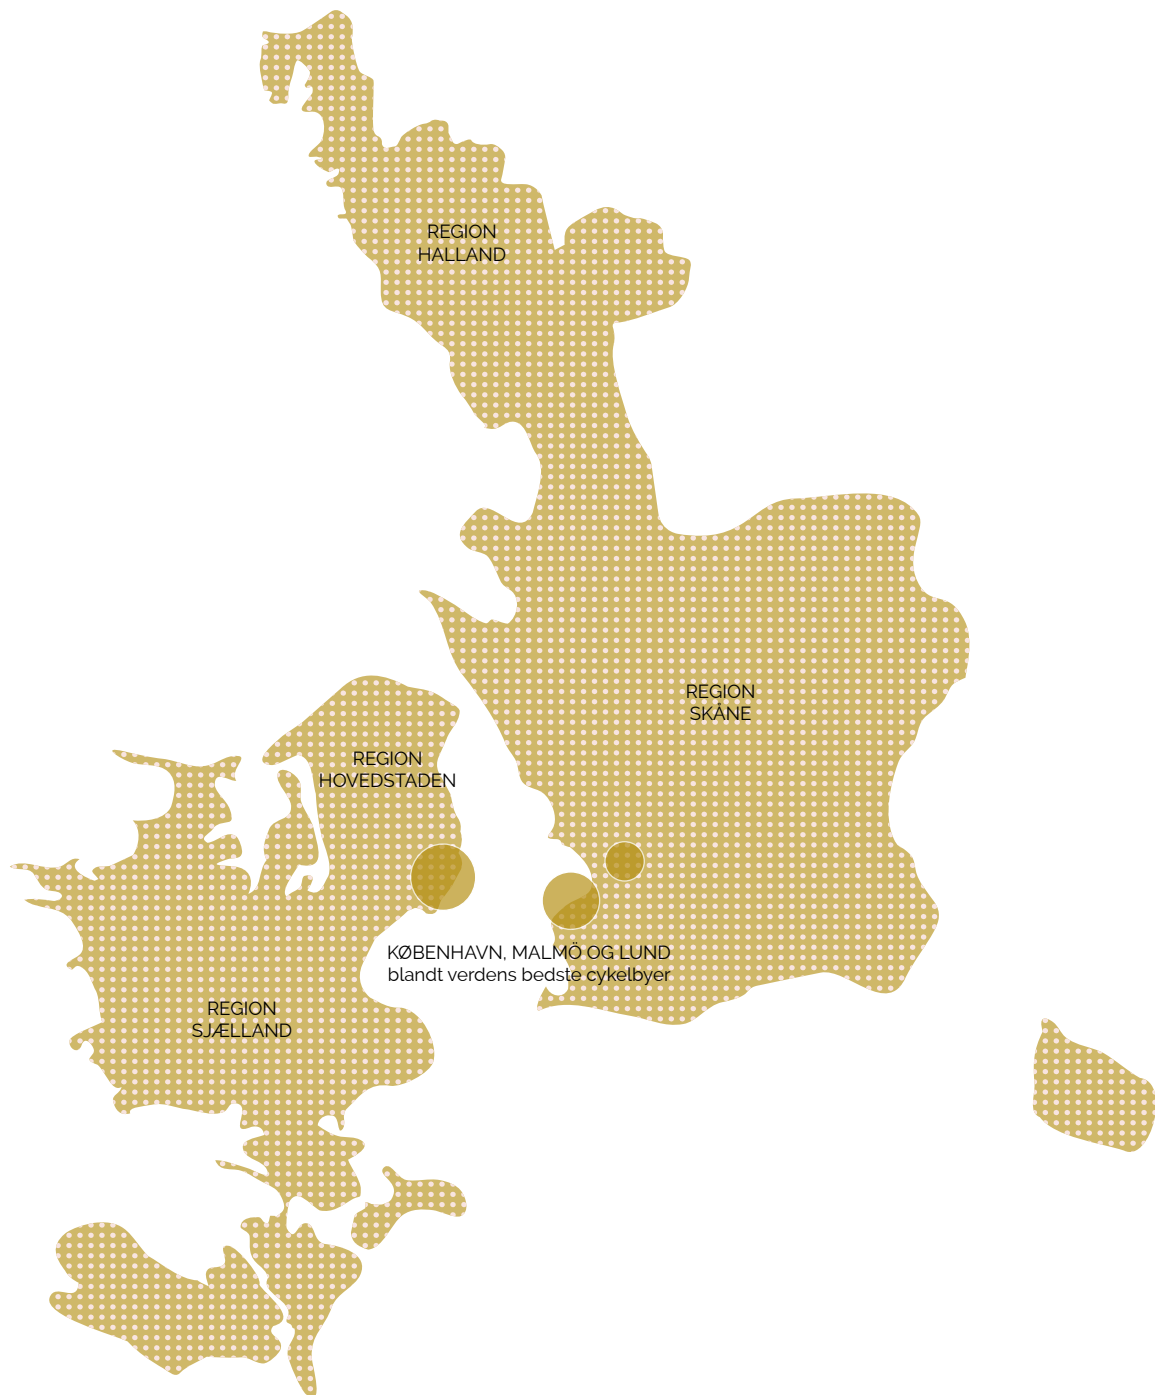 REGION
HALLAND
REGION
SKÅNE
REGION
HOVEDSTADEN
KØBENHAVN, MALMÖ OG LUND
blandt verdens bedste cykelbyer
REGION
SJÆLLAND